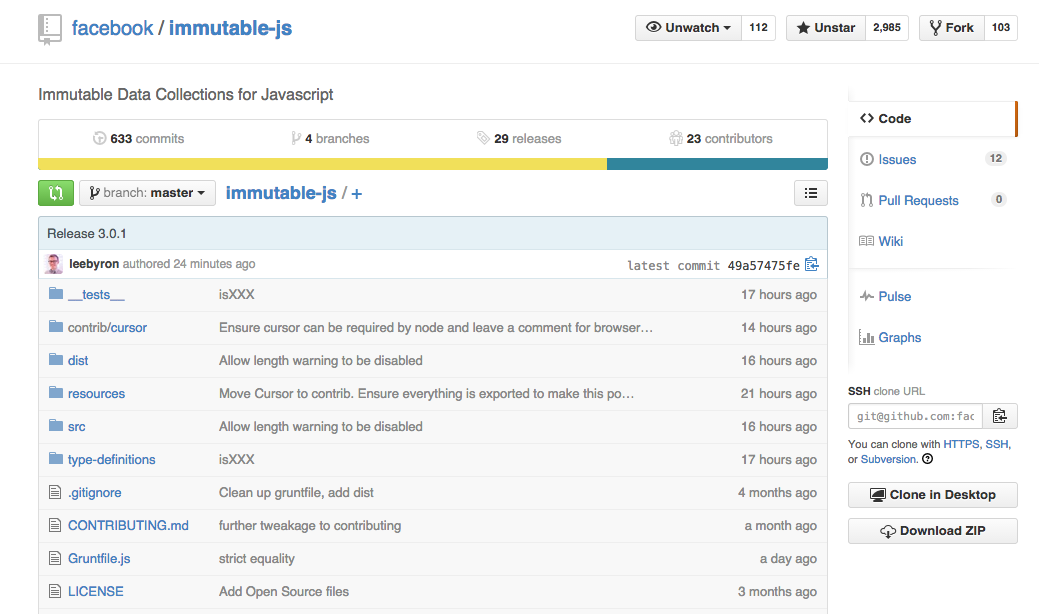 facebook / immutable-js
Unwatch 112 Unstar 2,985 Fork 103
Immutable Data Collections for Javascript
633 commits 4 branches 29 releases 23 contributors
branch: master immutable-js / +
Release 3.0.1
leebyron authored 24 minutes ago latest commit 49a57475fe
__tests__ isXXX 17 hours ago
contrib/cursor Ensure cursor can be required by node and leave a comment for browser… 14 hours ago
dist Allow length warning to be disabled 16 hours ago
resources Move Cursor to contrib. Ensure everything is exported to make this po… 21 hours ago
src Allow length warning to be disabled 16 hours ago
type-definitions isXXX 17 hours ago
.gitignore Clean up gruntfile, add dist 4 months ago
CONTRIBUTING.md further tweakage to contributing a month ago
Gruntfile.js strict equality a day ago
LICENSE Add Open Source files 3 months ago
Code
Issues 12
Pull Requests 0
Wiki
Pulse
Graphs
SSH clone URL
git@github.com:fac
You can clone with HTTPS, SSH,
or Subversion.
Clone in Desktop
Download ZIP